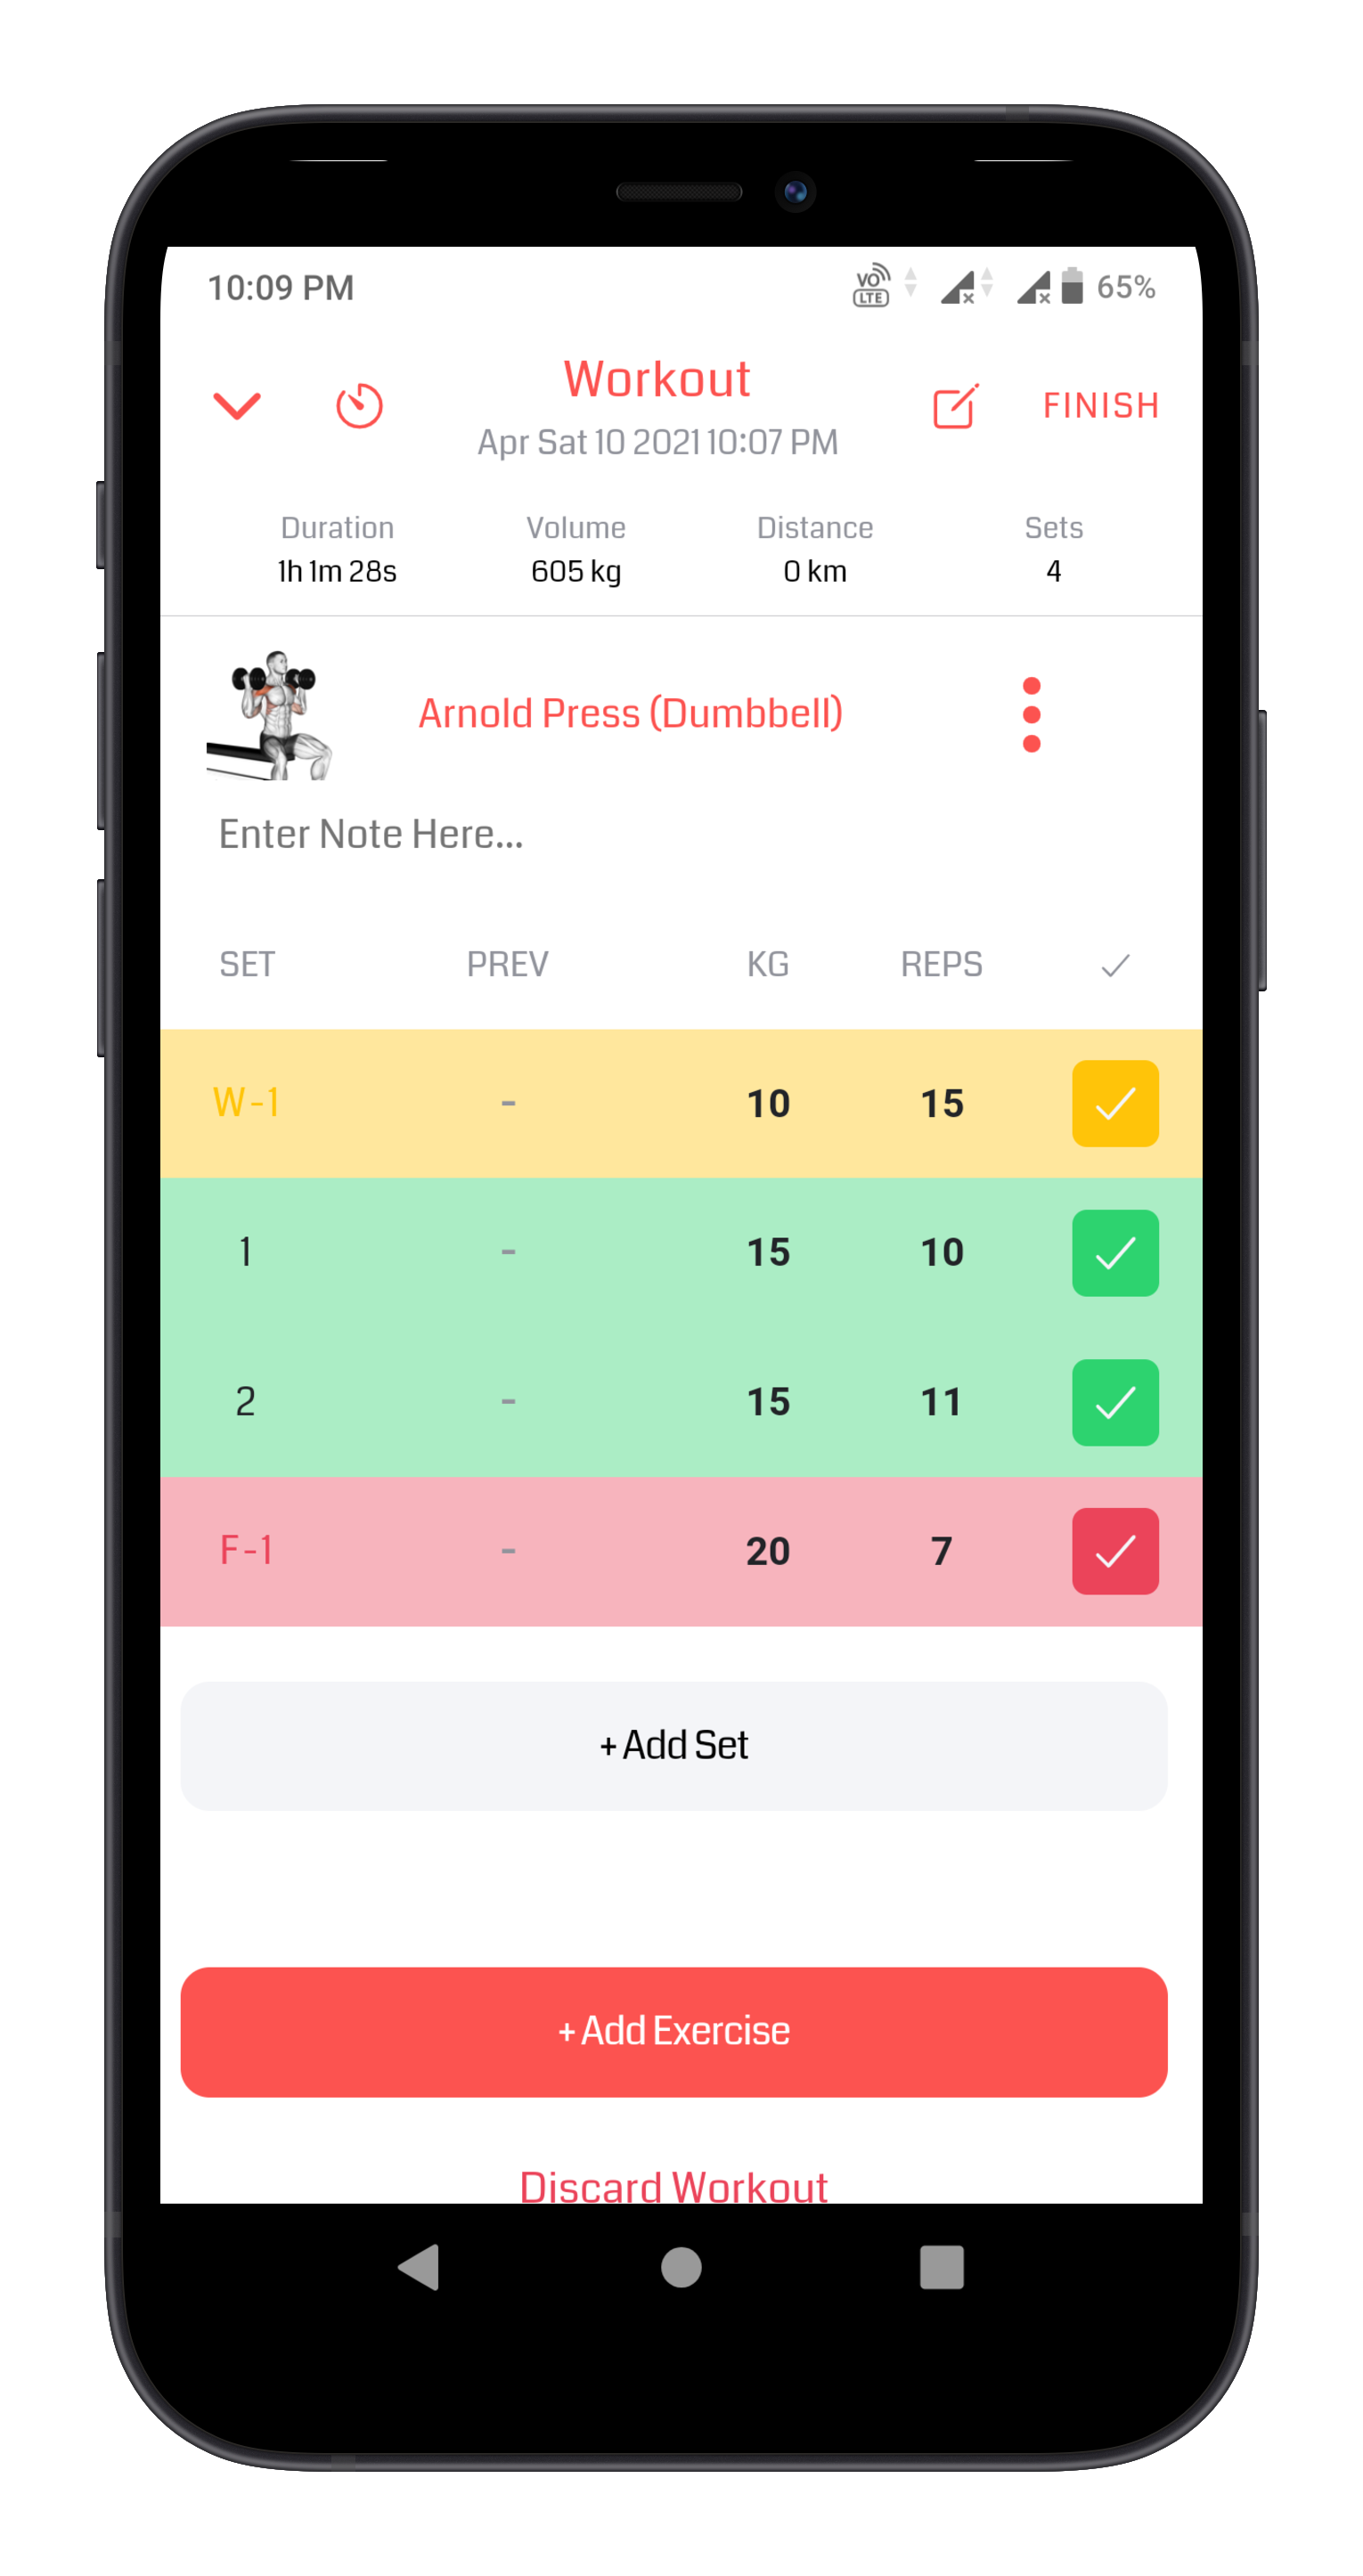 10:09 PM VO LTE 65%
Workout
Apr Sat 10 2021 10:07 PM
FINISH
Duration Volume Distance Sets
1h 1m 28s 605 kg 0 km 4
Arnold Press (Dumbbell)
Enter Note Here...
SET PREV KG REPS
W-1 - 10 15
1 - 15 10
2 - 15 11
F-1 - 20 7
+ Add Set
+ Add Exercise
Discard Workout